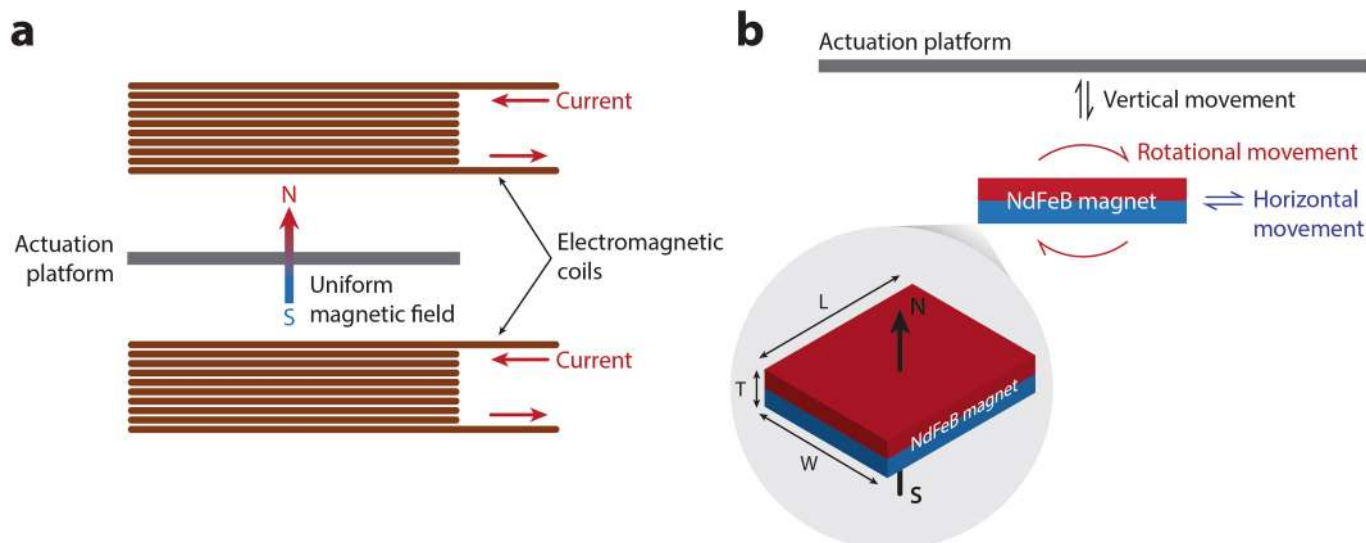 a
Current
N
Actuation
platform
Uniform
magnetic field
S
Electromagnetic
coils
Current
b
Actuation platform
Vertical movement
Rotational movement
NdFeB magnet
Horizontal
movement
L
N
T
NdFeB magnet
W
S